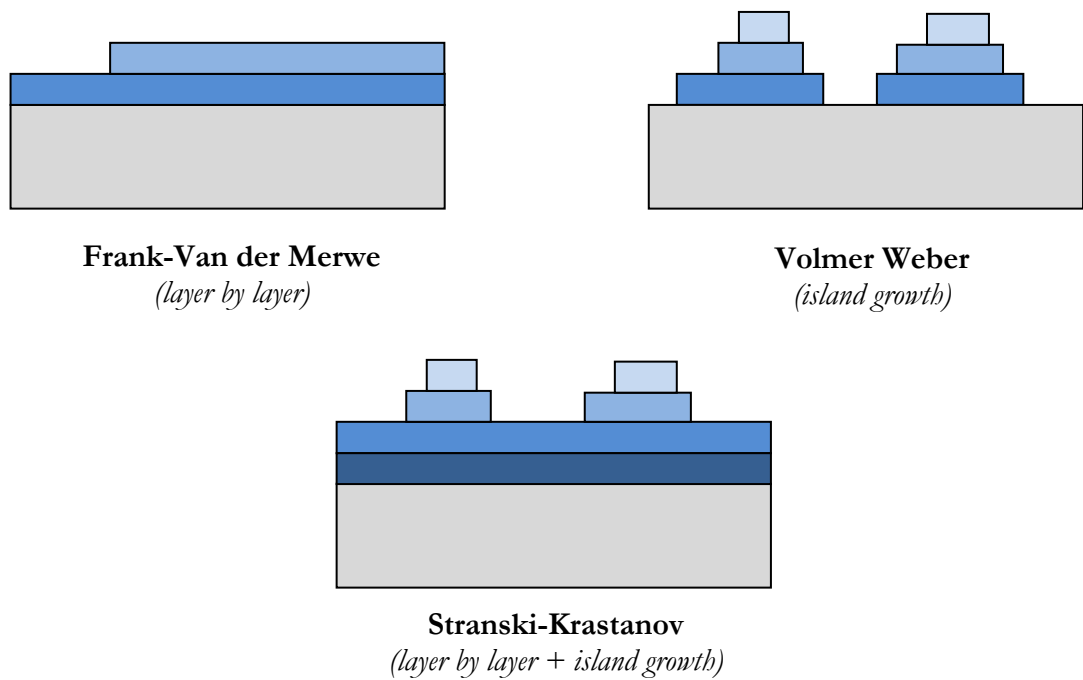 Frank-Van der Merwe
(layer by layer)
Volmer Weber
(island growth)
Stranski-Krastanov
(layer by layer + island growth)